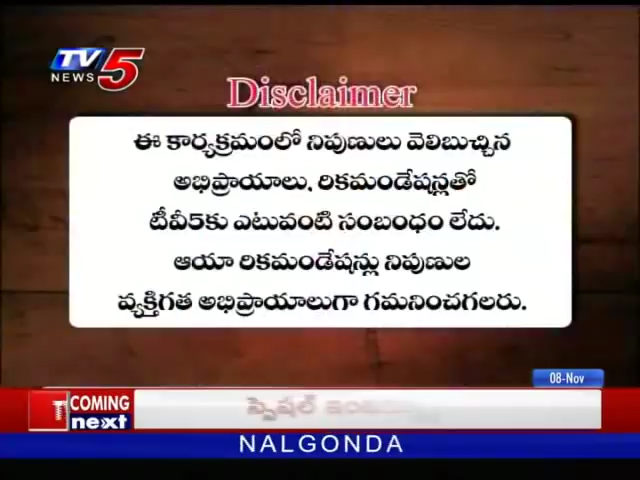 TV5
NEWS
Disclaimer
ఈ కార్యక్రమంలో నిపుణులు వెలిబుచ్చిన
అభిప్రాయాలు, రికమండేషన్లతో
టీవీ5కు ఎటువంటి సంబంధం లేదు.
ఆయా రికమండేషన్లు నిపుణుల
వ్యక్తిగత అభిప్రాయాలుగా గమనించగలరు.
08-Nov
COMING
next
స్పెషల్
NALGONDA